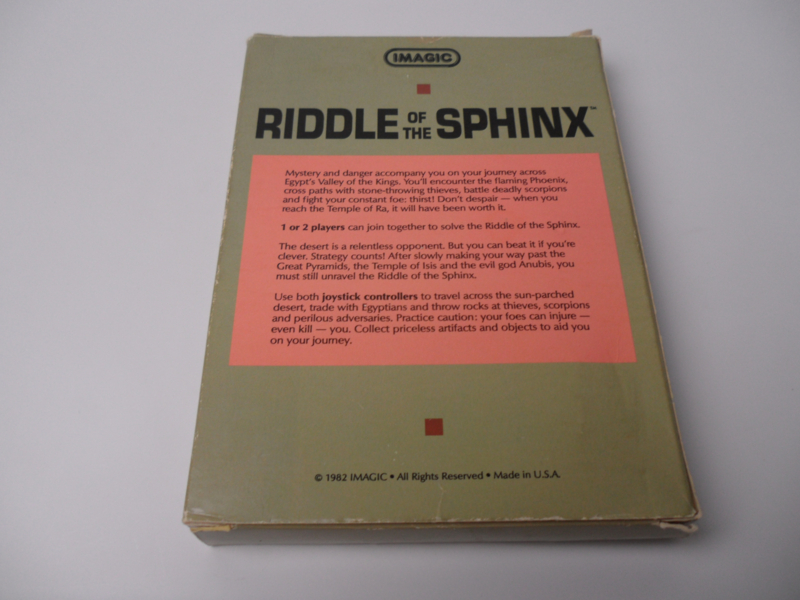 IMAGIC
RIDDLE OF THE SPHINX™
Mystery and danger accompany you on your journey across
Egypt's Valley of the Kings. You'll encounter the flaming Phoenix,
cross paths with stone-throwing thieves, battle deadly scorpions
and fight your constant foe: thirst! Don't despair — when you
reach the Temple of Ra, it will have been worth it.
1 or 2 players can join together to solve the Riddle of the Sphinx.
The desert is a relentless opponent. But you can beat it if you're
clever. Strategy counts! After slowly making your way past the
Great Pyramids, the Temple of Isis and the evil god Anubis, you
must still unravel the Riddle of the Sphinx.
Use both joystick controllers to travel across the sun-parched
desert, trade with Egyptians and throw rocks at thieves, scorpions
and perilous adversaries. Practice caution: your foes can injure —
even kill — you. Collect priceless artifacts and objects to aid you
on your journey.
© 1982 IMAGIC • All Rights Reserved • Made in U.S.A.